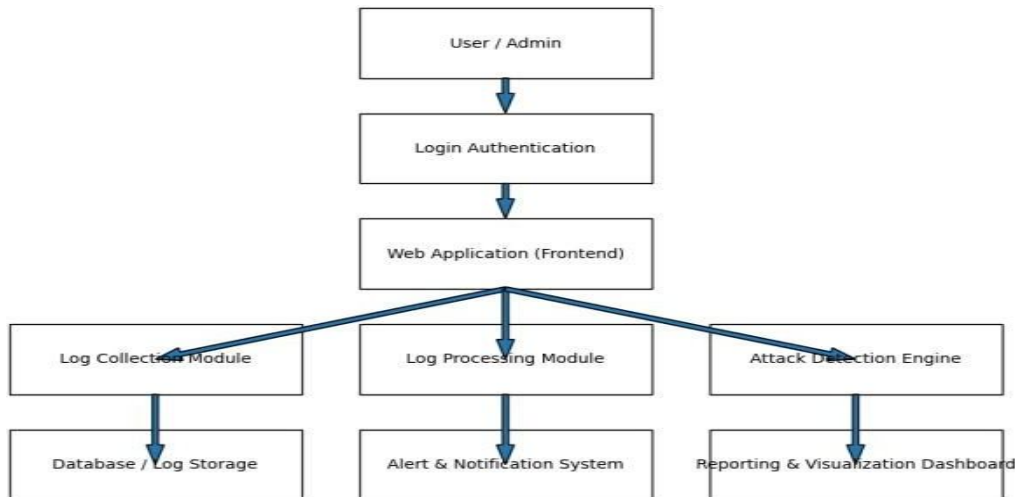 User / Admin
Login Authentication
Web Application (Frontend)
Log Collection Module
Log Processing Module
Attack Detection Engine
Database / Log Storage
Alert & Notification System
Reporting & Visualization Dashboard